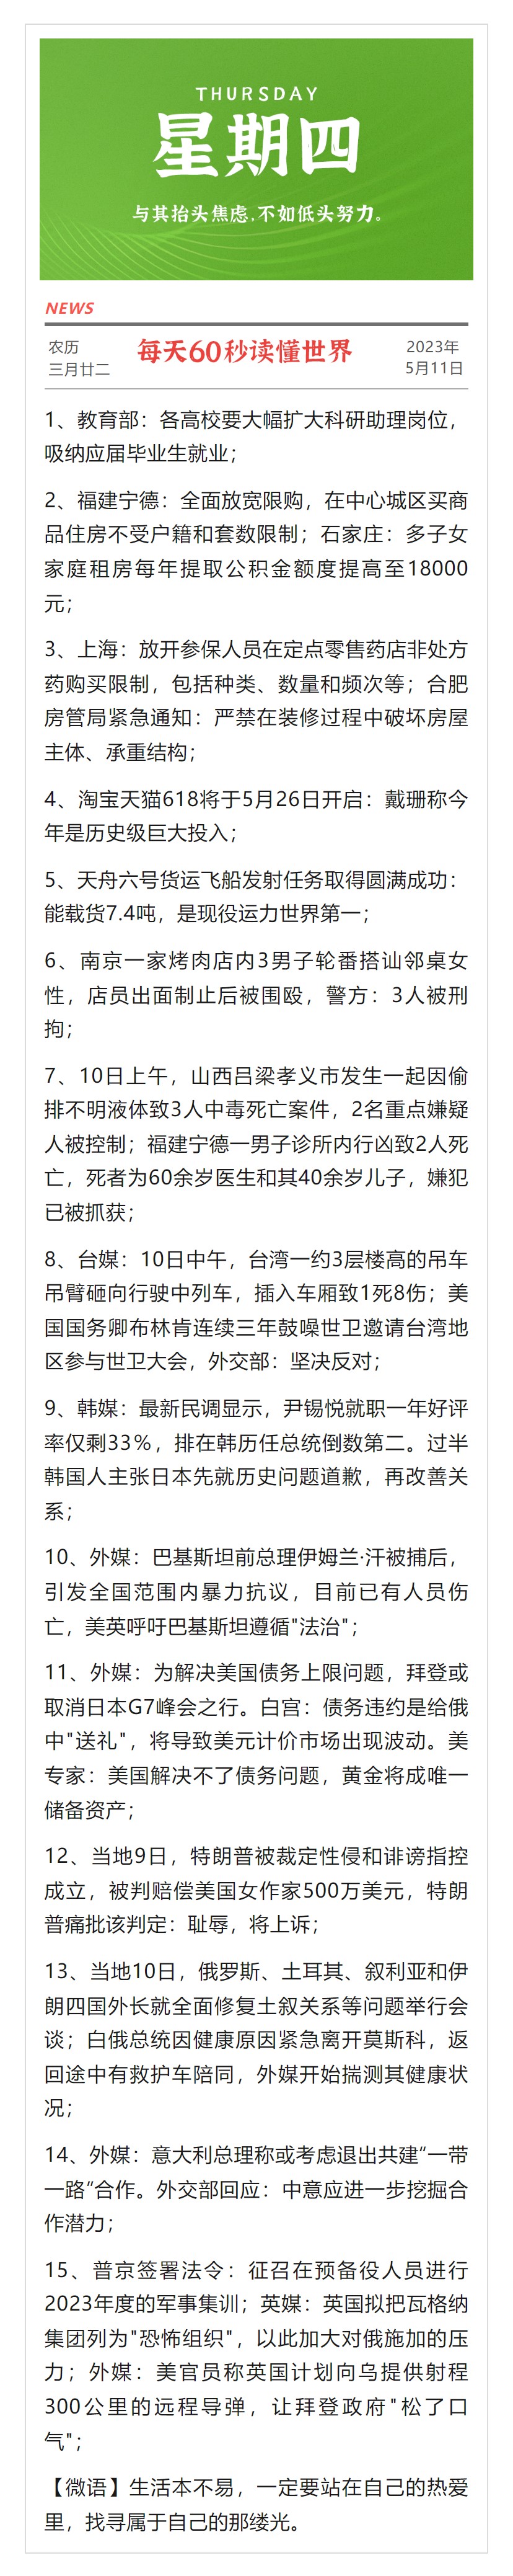 THURSDAY
星期四
与其抬头焦虑,不如低头努力。
NEWS
农历
三月廿二
每天60秒读懂世界
2023年
5月11日
1、教育部：各高校要大幅扩大科研助理岗位，
吸纳应届毕业生就业；
2、福建宁德：全面放宽限购，在中心城区买商
品住房不受户籍和套数限制；石家庄：多子女
家庭租房每年提取公积金额度提高至18000
元；
3、上海：放开参保人员在定点零售药店非处方
药购买限制，包括种类、数量和频次等；合肥
房管局紧急通知：严禁在装修过程中破坏房屋
主体、承重结构；
4、淘宝天猫618将于5月26日开启：戴珊称今
年是历史级巨大投入；
5、天舟六号货运飞船发射任务取得圆满成功：
能载货7.4吨，是现役运力世界第一；
6、南京一家烤肉店内3男子轮番搭讪邻桌女
性，店员出面制止后被围殴，警方：3人被刑
拘；
7、10日上午，山西吕梁孝义市发生一起因偷
排不明液体致3人中毒死亡案件，2名重点嫌疑
人被控制；福建宁德一男子诊所内行凶致2人死
亡，死者为60余岁医生和其40余岁儿子，嫌犯
已被抓获；
8、台媒：10日中午，台湾一约3层楼高的吊车
吊臂砸向行驶中列车，插入车厢致1死8伤；美
国国务卿布林肯连续三年鼓噪世卫邀请台湾地
区参与世卫大会，外交部：坚决反对；
9、韩媒：最新民调显示，尹锡悦就职一年好评
率仅剩33%，排在韩历任总统倒数第二。过半
韩国人主张日本先就历史问题道歉，再改善关
系；
10、外媒：巴基斯坦前总理伊姆兰·汗被捕后，
引发全国范围内暴力抗议，目前已有人员伤
亡，美英呼吁巴基斯坦遵循"法治"；
11、外媒：为解决美国债务上限问题，拜登或
取消日本G7峰会之行。白宫：债务违约是给俄
中"送礼"，将导致美元计价市场出现波动。美
专家：美国解决不了债务问题，黄金将成唯一
储备资产；
12、当地9日，特朗普被裁定性侵和诽谤指控
成立，被判赔偿美国女作家500万美元，特朗
普痛批该判定：耻辱，将上诉；
13、当地10日，俄罗斯、土耳其、叙利亚和伊
朗四国外长就全面修复土叙关系等问题举行会
谈；白俄总统因健康原因紧急离开莫斯科，返
回途中有救护车陪同，外媒开始揣测其健康状
况；
14、外媒：意大利总理称或考虑退出共建“一带
一路”合作。外交部回应：中意应进一步挖掘合
作潜力；
15、普京签署法令：征召在预备役人员进行
2023年度的军事集训；英媒：英国拟把瓦格纳
集团列为"恐怖组织"，以此加大对俄施加的压
力；外媒：美官员称英国计划向乌提供射程
300公里的远程导弹，让拜登政府"松了口
气"；
【微语】生活本不易，一定要站在自己的热爱
里，找寻属于自己的那缕光。